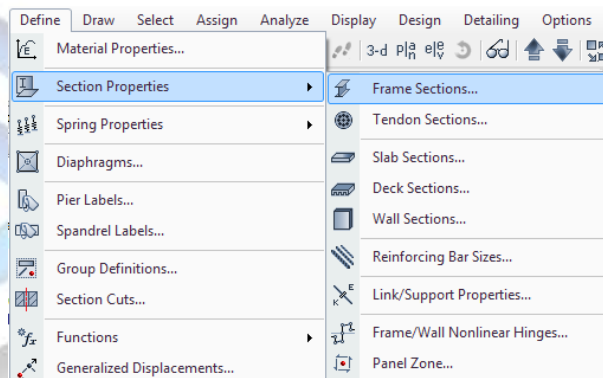 Define Draw Select Assign Analyze Display Design Detailing Options
Material Properties...
3-d
Section Properties
Spring Properties
Diaphragms...
Pier Labels...
Spandrel Labels...
Group Definitions...
Section Cuts...
Functions
Generalized Displacements...
Frame Sections...
Tendon Sections...
Slab Sections...
Deck Sections...
Wall Sections...
Reinforcing Bar Sizes...
Link/Support Properties...
Frame/Wall Nonlinear Hinges...
Panel Zone...